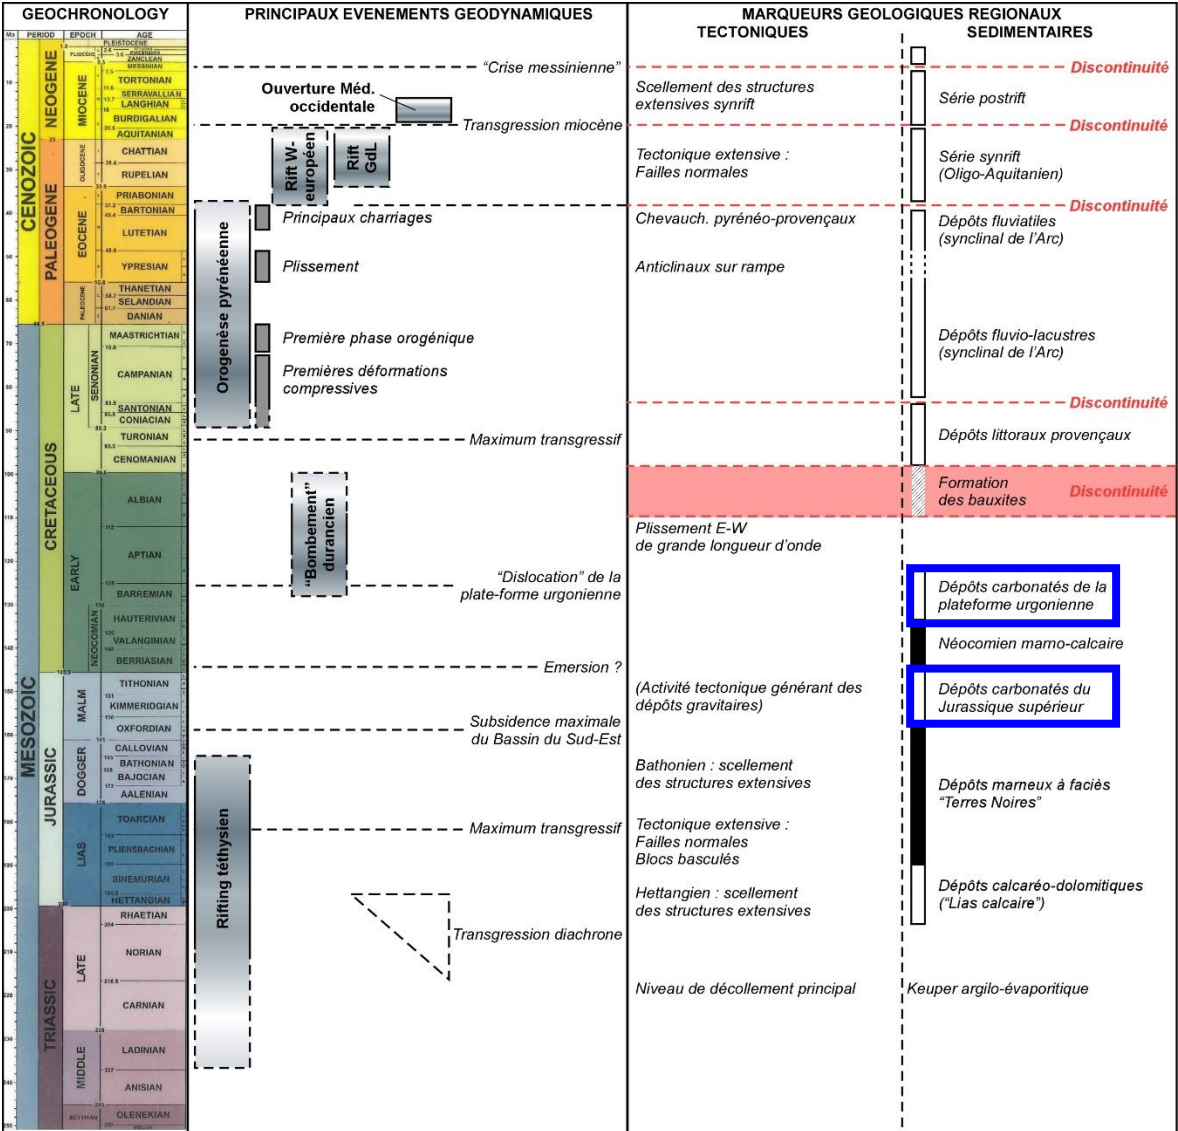 GEOCHRONOLOGY
PRINCIPAUX EVENEMENTS GEODYNAMIQUES
MARQUEURS GEOLOGIQUES REGIONAUX
TECTONIQUES
SEDIMENTAIRES
Ma
PERIOD
EPOCH
AGE
CENOZOIC
MESOZOIC
NEOGENE
PALEOGENE
CRETACEOUS
JURASSIC
TRIASSIC
PLIOCENE
MIOCENE
OLIGOCENE
EOCENE
PALEOCENE
LATE
SENONIAN
EARLY
NEOCOMIAN
MALM
DOGGER
LIAS
LATE
MIDDLE
PLEISTOCENE
ZANCLEAN
MESSINIAN
TORTONIAN
SERRAVALLIAN
LANGHIAN
BURDIGALIAN
AQUITANIAN
CHATTIAN
RUPELIAN
PRIABONIAN
BARTONIAN
LUTETIAN
YPRESIAN
THANETIAN
SELANDIAN
DANIAN
MAASTRICHTIAN
CAMPANIAN
SANTONIAN
CONIACIAN
TURONIAN
CENOMANIAN
ALBIAN
APTIAN
BARREMIAN
HAUTERIVIAN
VALANGINIAN
BERRIASIAN
TITHONIAN
KIMMERIDGIAN
OXFORDIAN
CALLOVIAN
BATHONIAN
BAJOCIAN
AALENIAN
TOARCIAN
PLIENSBACHIAN
SINEMURIAN
HETTANGIAN
RHAETIAN
NORIAN
CARNIAN
LADINIAN
ANISIAN
OLENEKIAN
"Crise messinienne"
Ouverture Méd.
occidentale
Transgression miocène
Rift W-
européen
Rift
GdL
Orogenèse pyrénéenne
Principaux charriages
Plissement
Première phase orogénique
Premières déformations
compressives
Maximum transgressif
"Bombement"
durancien
"Dislocation" de la
plate-forme urgonienne
Emersion ?
Subsidence maximale
du Bassin du Sud-Est
Rifting téthysien
Maximum transgressif
Transgression diachrone
Scellement des structures
extensives synrift
Tectonique extensive :
Failles normales
Chevauch. pyrénéo-provençaux
Anticlinaux sur rampe
Plissement E-W
de grande longueur d'onde
(Activité tectonique générant des
dépôts gravitaires)
Bathonien : scellement
des structures extensives
Tectonique extensive :
Failles normales
Blocs basculés
Hettangien : scellement
des structures extensives
Niveau de décollement principal
Discontinuité
Série postrift
Discontinuité
Série synrift
(Oligo-Aquitanien)
Discontinuité
Dépôts fluviatiles
(synclinal de l'Arc)
Dépôts fluvio-lacustres
(synclinal de l'Arc)
Discontinuité
Dépôts littoraux provençaux
Formation
des bauxites
Discontinuité
Dépôts carbonatés de la
plateforme urgonienne
Néocomien marno-calcaire
Dépôts carbonatés du
Jurassique supérieur
Dépôts marneux à faciès
"Terres Noires"
Dépôts calcaréo-dolomitiques
("Lias calcaire")
Keuper argilo-évaporitique